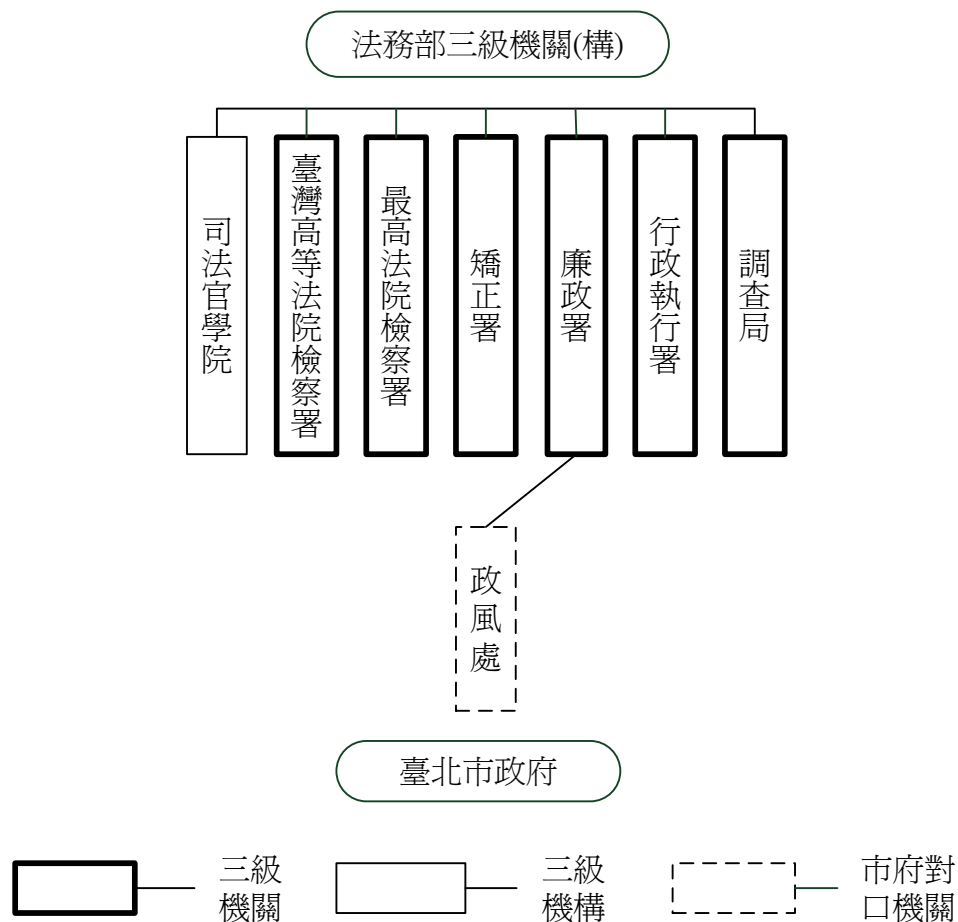 法務部三級機關(構)
司法官學院
臺灣高等法院檢察署
最高法院檢察署
矯正署
廉政署
行政執行署
調查局
政風處
臺北市政府
三級
機關
三級
機構
市府對
口機關